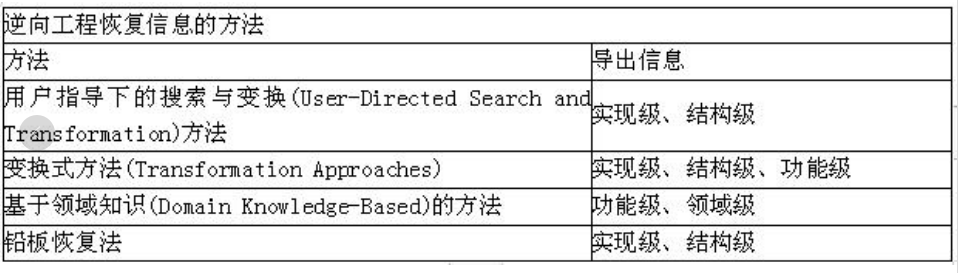 逆向工程恢复信息的方法
方法 导出信息
用户指导下的搜索与变换(User-Directed Search and
Transformation)方法 实现级、结构级
变换式方法(Transformation Approaches) 实现级、结构级、功能级
基于领域知识(Domain Knowledge-Based)的方法 功能级、领域级
铅板恢复法 实现级、结构级